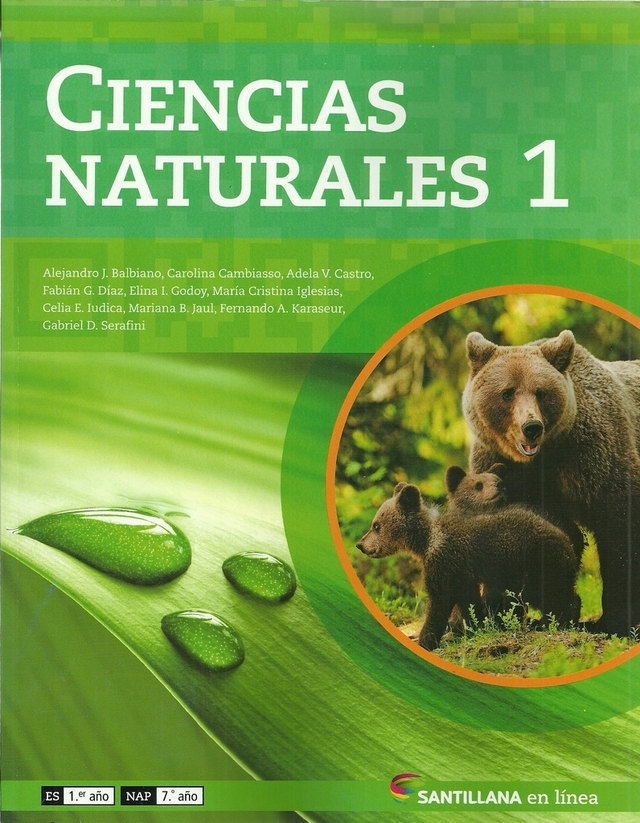 CIENCIAS
NATURALES 1
Alejandro J. Balbiano, Carolina Cambiasso, Adela V. Castro,
Fabián G. Díaz, Elina I. Godoy, María Cristina Iglesias,
Celia E. Iudica, Mariana B. Jaul, Fernando A. Karaseur,
Gabriel D. Serafini
ES 1.er año NAP 7.° año
SANTILLANA en línea